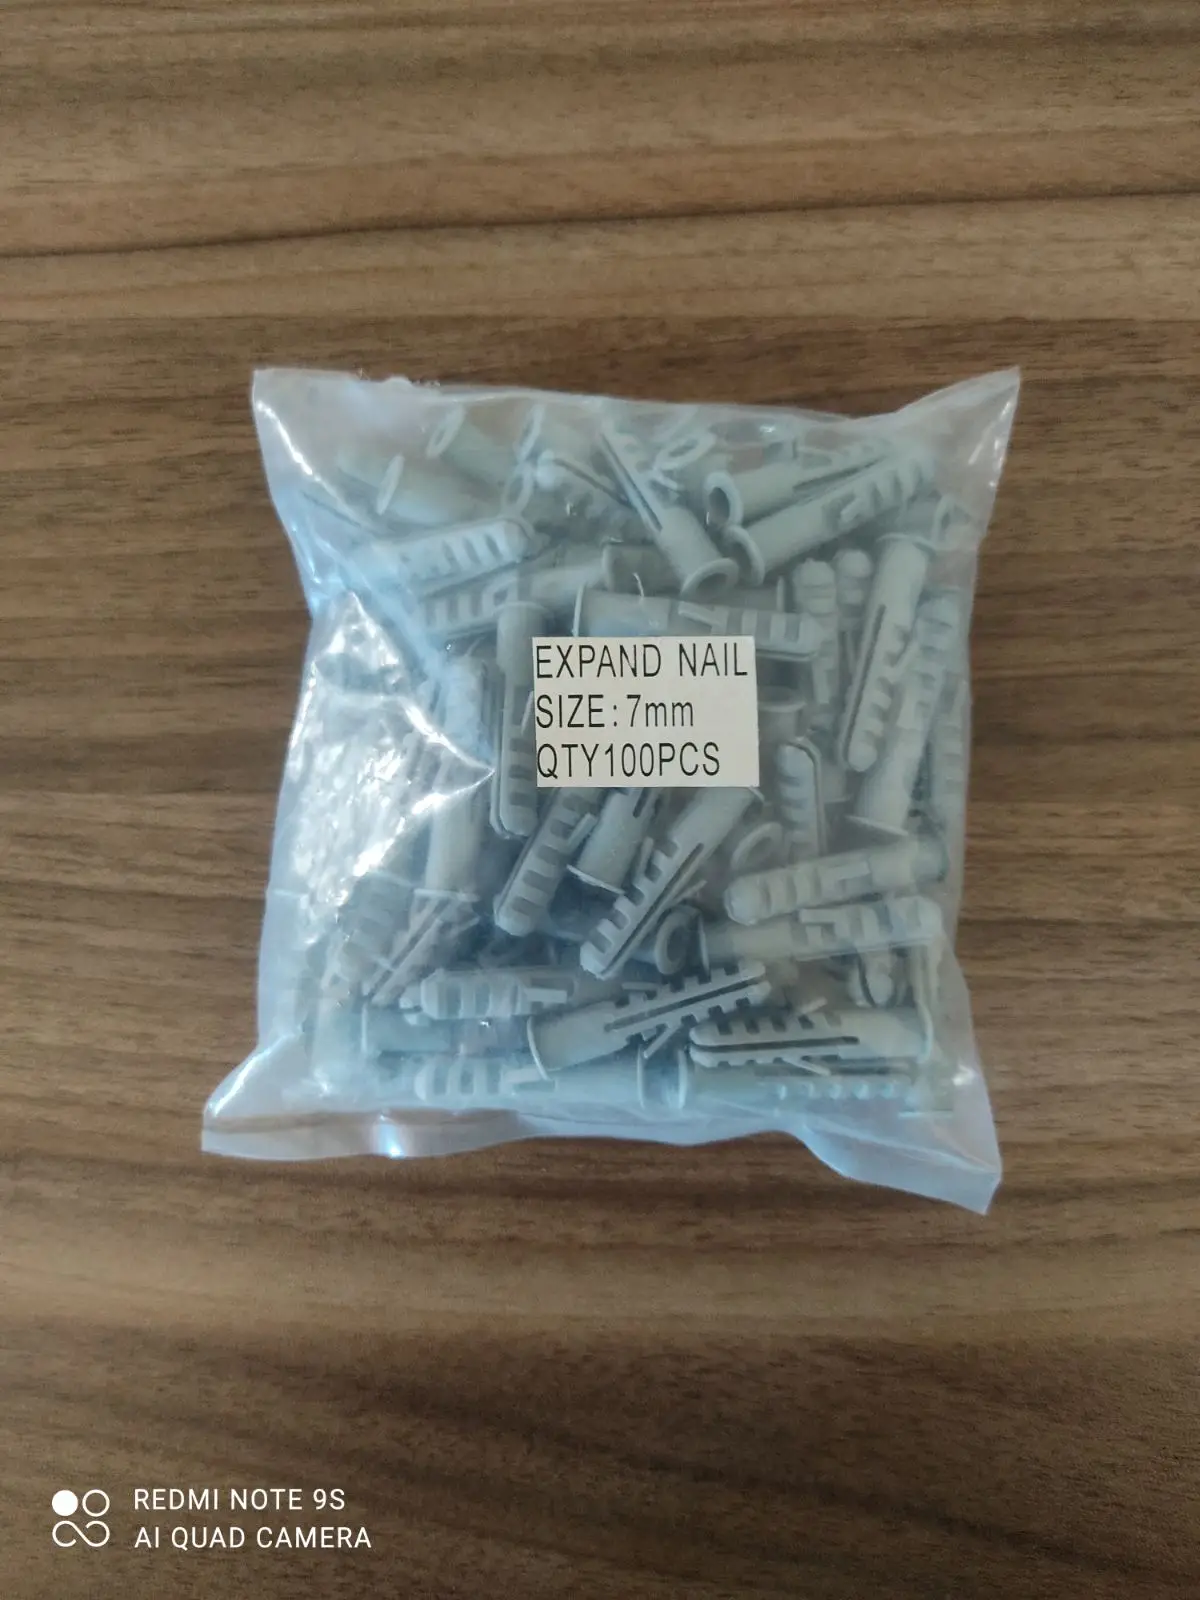 EXPAND NAIL
SIZE:7mm
QTY100PCS
REDMI NOTE 9S
AI QUAD CAMERA